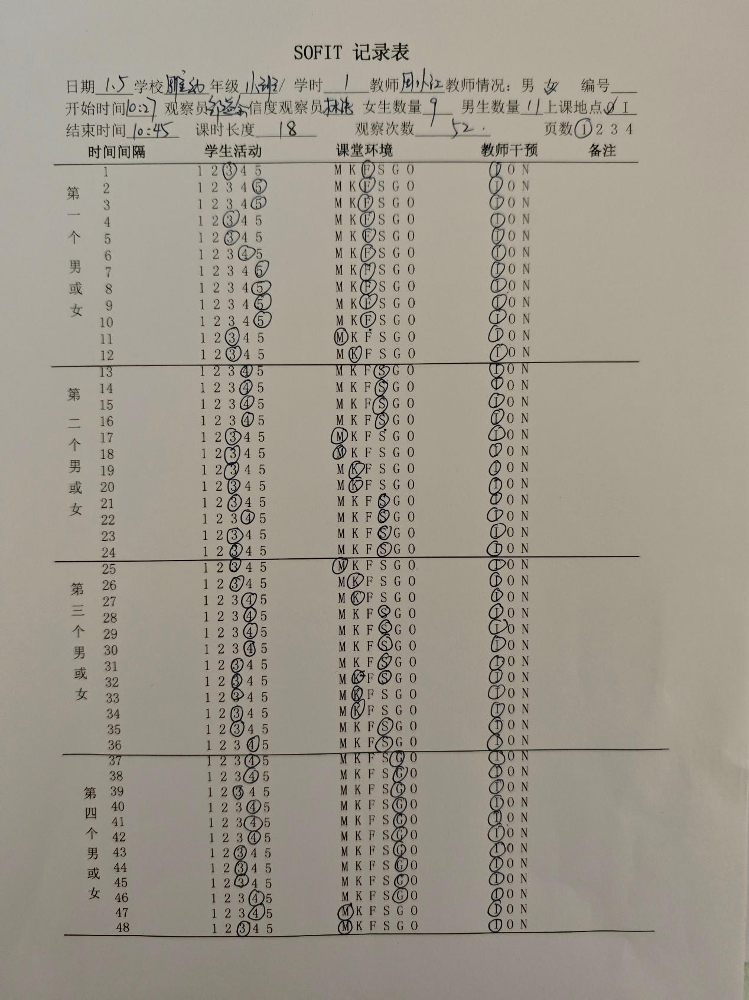 SOFIT 记录表
日期 1.5 学校 雕幼 年级 小班1 学时 1 教师 周小江 教师情况: 男 女 编号
开始时间 10:27 观察员 信度观察员 女生数量 9 男生数量 11 上课地点 O I
结束时间 10:45 课时长度 18 观察次数 52. 页数 1 2 3 4
时间间隔 学生活动 课堂环境 教师干预 备注
第一个男或女
1 1 2 3 4 5 M K F S G O I O N
2 1 2 3 4 5 M K F S G O I O N
3 1 2 3 4 5 M K F S G O I O N
4 1 2 3 4 5 M K F S G O I O N
5 1 2 3 4 5 M K F S G O I O N
6 1 2 3 4 5 M K F S G O I O N
7 1 2 3 4 5 M K F S G O I O N
8 1 2 3 4 5 M K F S G O I O N
9 1 2 3 4 5 M K F S G O I O N
10 1 2 3 4 5 M K F S G O I O N
11 1 2 3 4 5 M K F S G O I O N
12 1 2 3 4 5 M K F S G O I O N
第二个男或女
13 1 2 3 4 5 M K F S G O I O N
14 1 2 3 4 5 M K F S G O I O N
15 1 2 3 4 5 M K F S G O I O N
16 1 2 3 4 5 M K F S G O I O N
17 1 2 3 4 5 M K F S G O I O N
18 1 2 3 4 5 M K F S G O I O N
19 1 2 3 4 5 M K F S G O I O N
20 1 2 3 4 5 M K F S G O I O N
21 1 2 3 4 5 M K F S G O I O N
22 1 2 3 4 5 M K F S G O I O N
23 1 2 3 4 5 M K F S G O I O N
24 1 2 3 4 5 M K F S G O I O N
第三个男或女
25 1 2 3 4 5 M K F S G O I O N
26 1 2 3 4 5 M K F S G O I O N
27 1 2 3 4 5 M K F S G O I O N
28 1 2 3 4 5 M K F S G O I O N
29 1 2 3 4 5 M K F S G O I O N
30 1 2 3 4 5 M K F S G O I O N
31 1 2 3 4 5 M K F S G O I O N
32 1 2 3 4 5 M K F S G O I O N
33 1 2 3 4 5 M K F S G O I O N
34 1 2 3 4 5 M K F S G O I O N
35 1 2 3 4 5 M K F S G O I O N
36 1 2 3 4 5 M K F S G O I O N
第四个男或女
37 1 2 3 4 5 M K F S G O I O N
38 1 2 3 4 5 M K F S G O I O N
39 1 2 3 4 5 M K F S G O I O N
40 1 2 3 4 5 M K F S G O I O N
41 1 2 3 4 5 M K F S G O I O N
42 1 2 3 4 5 M K F S G O I O N
43 1 2 3 4 5 M K F S G O I O N
44 1 2 3 4 5 M K F S G O I O N
45 1 2 3 4 5 M K F S G O I O N
46 1 2 3 4 5 M K F S G O I O N
47 1 2 3 4 5 M K F S G O I O N
48 1 2 3 4 5 M K F S G O I O N